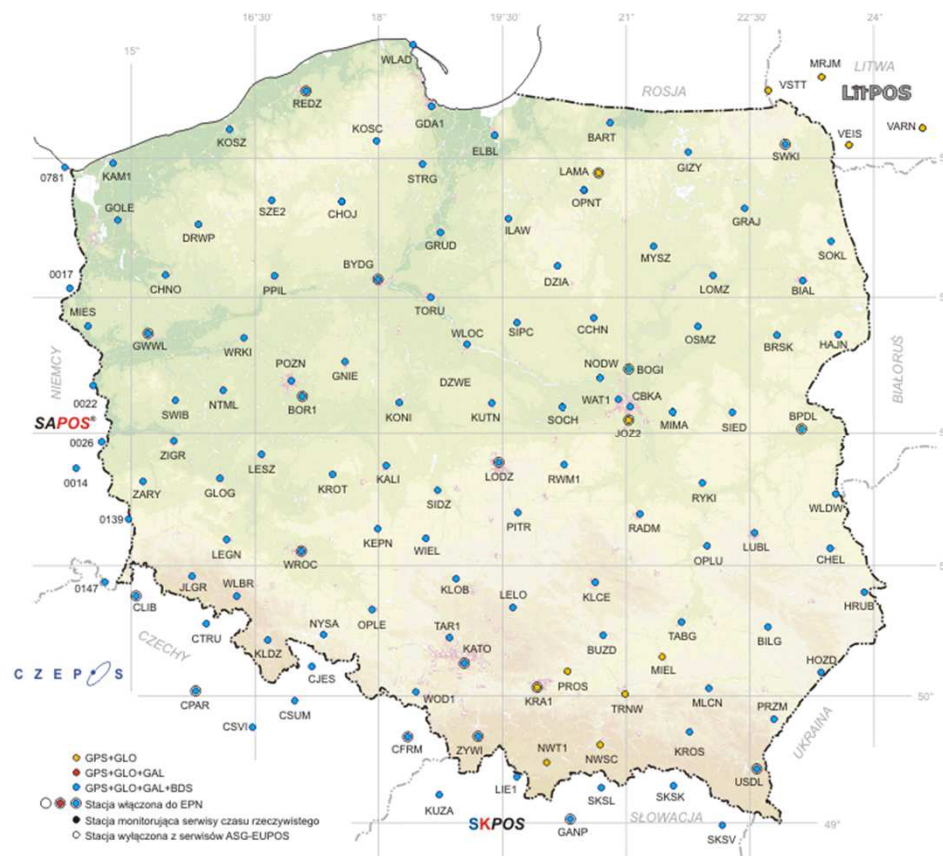 16°30'
18°
19°30'
21°
22°30'
24°
15°
WLAD
MRJM
LITWA
VSTT
LITPOS
REDZ
ROSJA
GDA1
KOSZ
KOSC
ELBL
BART
VARN
VEIS
SWKI
GIZY
0781
KAM1
STRG
LAMA
OPNT
GOLE
SZE2
CHOJ
ILAW
GRAJ
DRWP
GRUD
MYSZ
SOKL
BYDG
DZIA
0017
CHNO
PPIL
LOMZ
BIAL
TORU
MIES
SIPC
CCHN
OSMZ
GWWL
WRKI
WLOC
BRSK
HAJN
NIEMCY
POZN
GNIE
NODW
BOGI
BIAŁORUŚ
DZWE
0022
NTML
WAT1
CBKA
SWIB
BOR1
KONI
KUTN
SOCH
MIMA
SIED
BPDL
SAPOS®
JOZ2
0026
ZIGR
LESZ
KALI
LODZ
RWM1
0014
ZARY
GLOG
KROT
SIDZ
RYKI
WLDW
0139
PITR
RADM
LEGN
KEPN
WIEL
LUBL
OPLU
CHEL
WROC
0147
JLGR
WLBR
KLOB
LELO
KLCE
HRUB
CLIB
OPLE
CTRU
NYSA
TAR1
TABG
BILG
CZECHY
KLDZ
KATO
BUZD
HOZD
CZEPOS
CJES
PROS
MIEL
CPAR
WOD1
KRA1
TRNW
MLCN
50
CSUM
PRZM
CSVI
UKRAINA
CFRM
ZYWI
NWT1
NWSC
KROS
USDL
GPS+GLO
GPS+GLO+GAL
GPS+GLO+GAL+BDS
LIE1
SKSL
SKSK
Stacja włączona do EPN
KUZA
SKPOS
GANP
SŁOWACJA
Stacja monitorująca serwisy czasu rzeczywistego
49°
SKSV
Stacja wyłączona z serwisów ASG-EUPOS